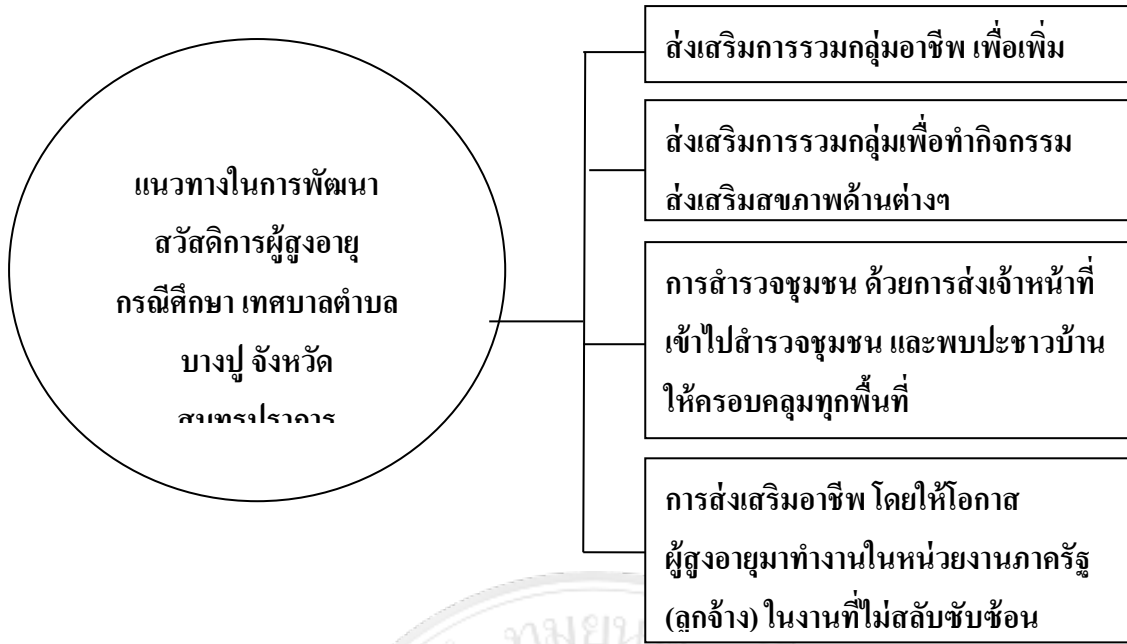 แนวทางในการพัฒนา
สวัสดิการผู้สูงอายุ
กรณีศึกษา เทศบาลตำบล
บางปู จังหวัด
สมุทรปราการ
ส่งเสริมการรวมกลุ่มอาชีพ เพื่อเพิ่ม
ส่งเสริมการรวมกลุ่มเพื่อทำกิจกรรม
ส่งเสริมสุขภาพด้านต่างๆ
การสำรวจชุมชน ด้วยการส่งเจ้าหน้าที่
เข้าไปสำรวจชุมชน และพบปะชาวบ้าน
ให้ครอบคลุมทุกพื้นที่
การส่งเสริมอาชีพ โดยให้โอกาส
ผู้สูงอายุมาทำงานในหน่วยงานภาครัฐ
(ลูกจ้าง) ในงานที่ไม่สลับซับซ้อน